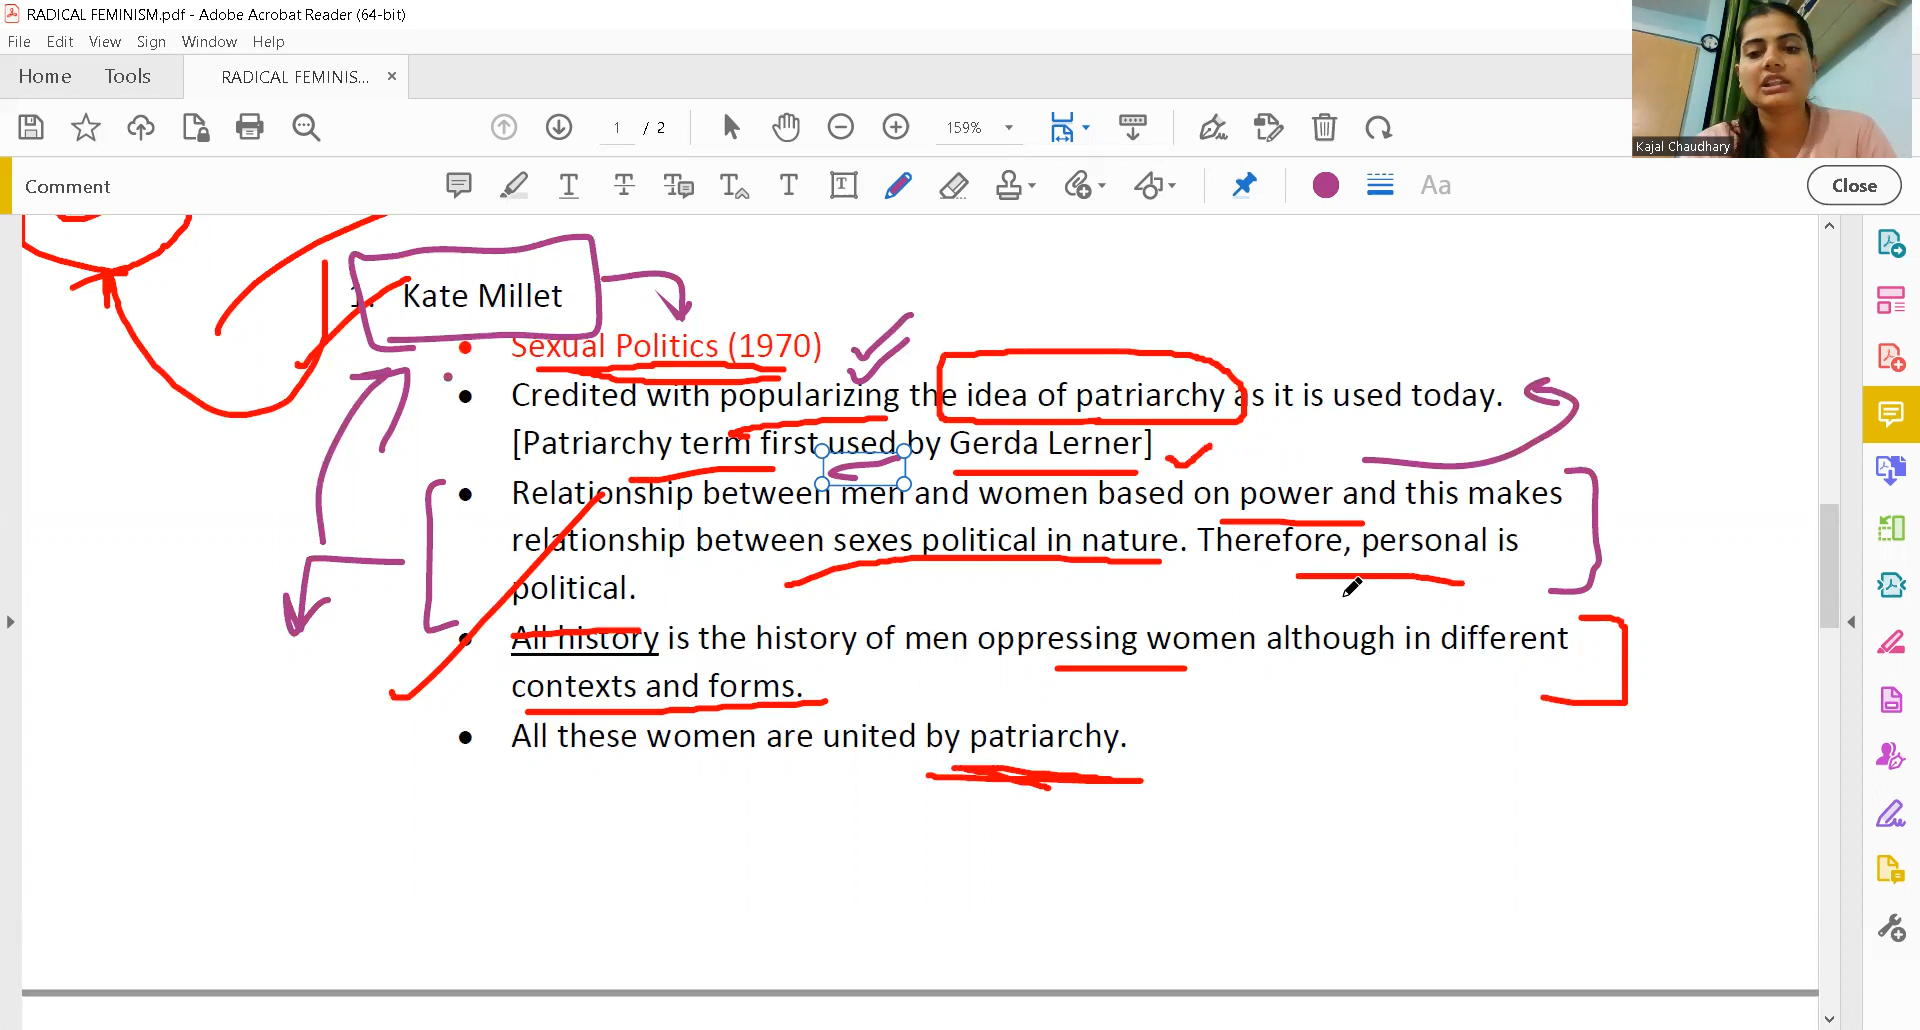 RADICAL FEMINISM.pdf - Adobe Acrobat Reader (64-bit)
File Edit View Sign Window Help
Home Tools RADICAL FEMINIS... ×
1 / 2 159%
Kajal Chaudhary
Comment
Aa
Close
1. Kate Millet
• Sexual Politics (1970)
• Credited with popularizing the idea of patriarchy as it is used today.
[Patriarchy term first used by Gerda Lerner]
• Relationship between men and women based on power and this makes
relationship between sexes political in nature. Therefore, personal is
political.
• All history is the history of men oppressing women although in different
contexts and forms.
• All these women are united by patriarchy.